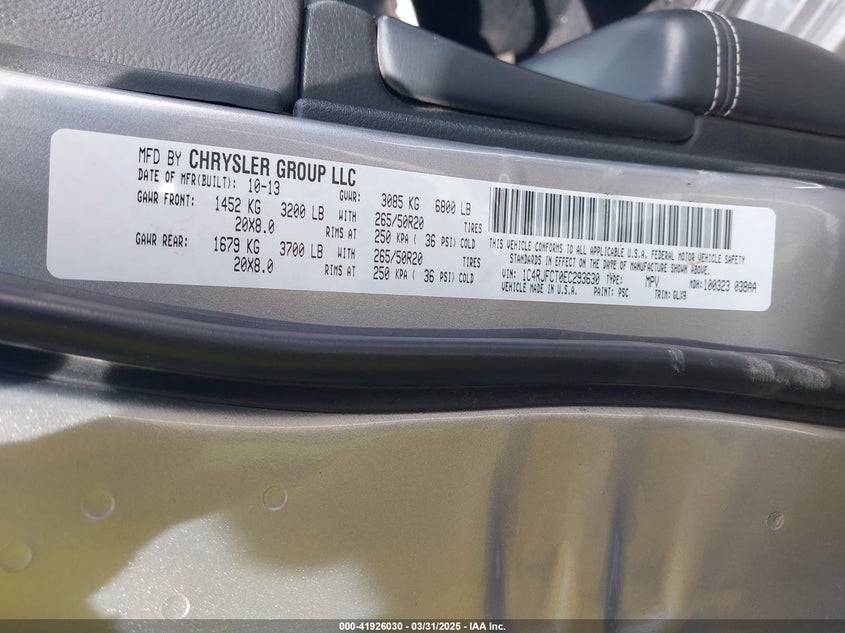 MFD BY CHRYSLER GROUP LLC
DATE OF MFR(BUILT): 10-13 GVWR: 3085 KG 6800 LB
GAWR FRONT: 1452 KG 3200 LB WITH 265/50R20 TIRES
20X8.0 RIMS AT 250 KPA ( 36 PSI) COLD
GAWR REAR: 1679 KG 3700 LB WITH 265/50R20 TIRES
20X8.0 RIMS AT 250 KPA ( 36 PSI) COLD
THIS VEHICLE CONFORMS TO ALL APPLICABLE U.S.A. FEDERAL MOTOR VEHICLE SAFETY
STANDARDS IN EFFECT ON THE DATE OF MANUFACTURE SHOWN ABOVE.
VIN: 1C4RJFCT0EC293630 TYPE: MPV MDH: 100323 038AA
VEHICLE MADE IN U.S.A. PAINT: PSC TRIM: GLX9
000-41926030 - 03/31/2025 - IAA Inc.